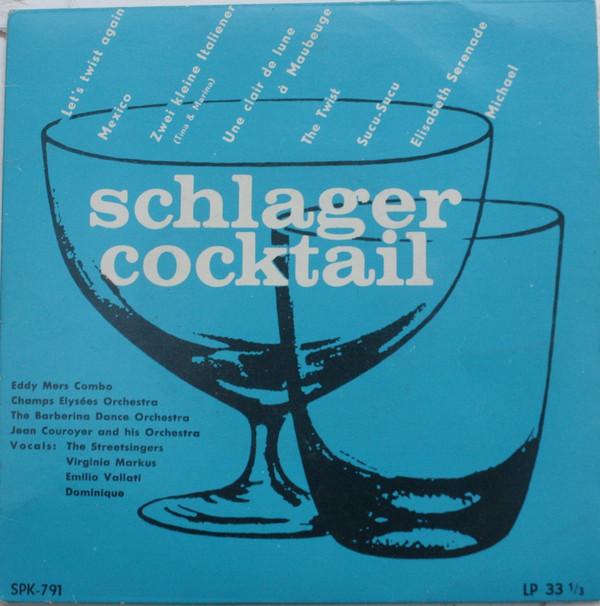 Let's twist again
Mexico
Zwei kleine Italiener
(Tina & Marina)
Une clair de lune
à Maubeuge
The Twist
Sucu-Sucu
Elisabeth Serenade
Michael
schlager
cocktail
Eddy Mers Combo
Champs Elysées Orchestra
The Barberina Dance Orchestra
Jean Couroyer and his Orchestra
Vocals: The Streetsingers
Virginia Markus
Emilio Vallati
Dominique
SPK-791
LP 33 1/3